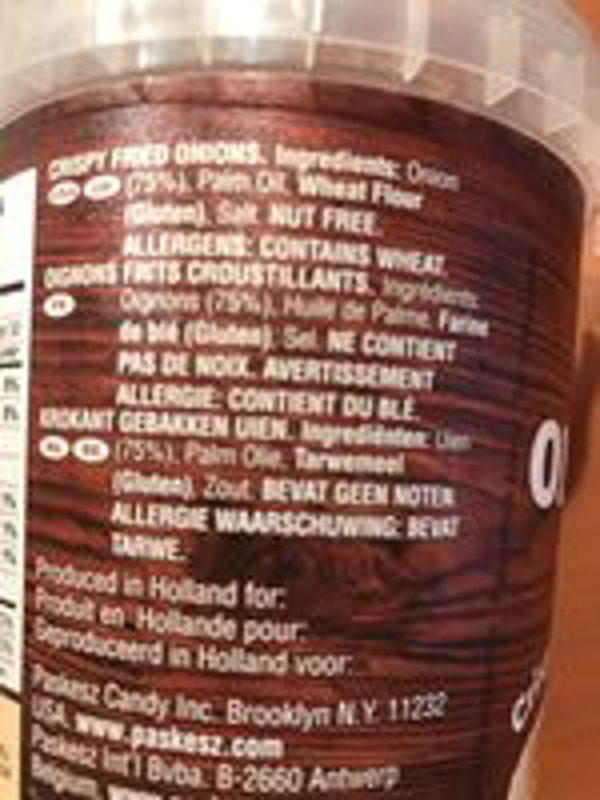 CRISPY FRIED ONIONS. Ingredients: Onion
(75%), Palm Oil, Wheat Flour
(Gluten), Salt. NUT FREE.
ALLERGENS: CONTAINS WHEAT.
OIGNONS FRITS CROUSTILLANTS. Ingrédients:
Oignons (75%), Huile de Palme, Farine
de blé (Gluten), Sel. NE CONTIENT
PAS DE NOIX. AVERTISSEMENT
ALLERGIE: CONTIENT DU BLÉ.
KROKANT GEBAKKEN UIEN. Ingrediënten: Uien
(75%), Palm Olie, Tarwemeel
(Gluten), Zout. BEVAT GEEN NOTEN
ALLERGIE WAARSCHUWING: BEVAT
TARWE.
Produced in Holland for:
Produit en Hollande pour:
Geproduceerd in Holland voor:
Paskesz Candy Inc. Brooklyn N.Y. 11232
USA. www.paskesz.com
Paskesz Int'l Bvba. B-2660 Antwerp
Belgium,